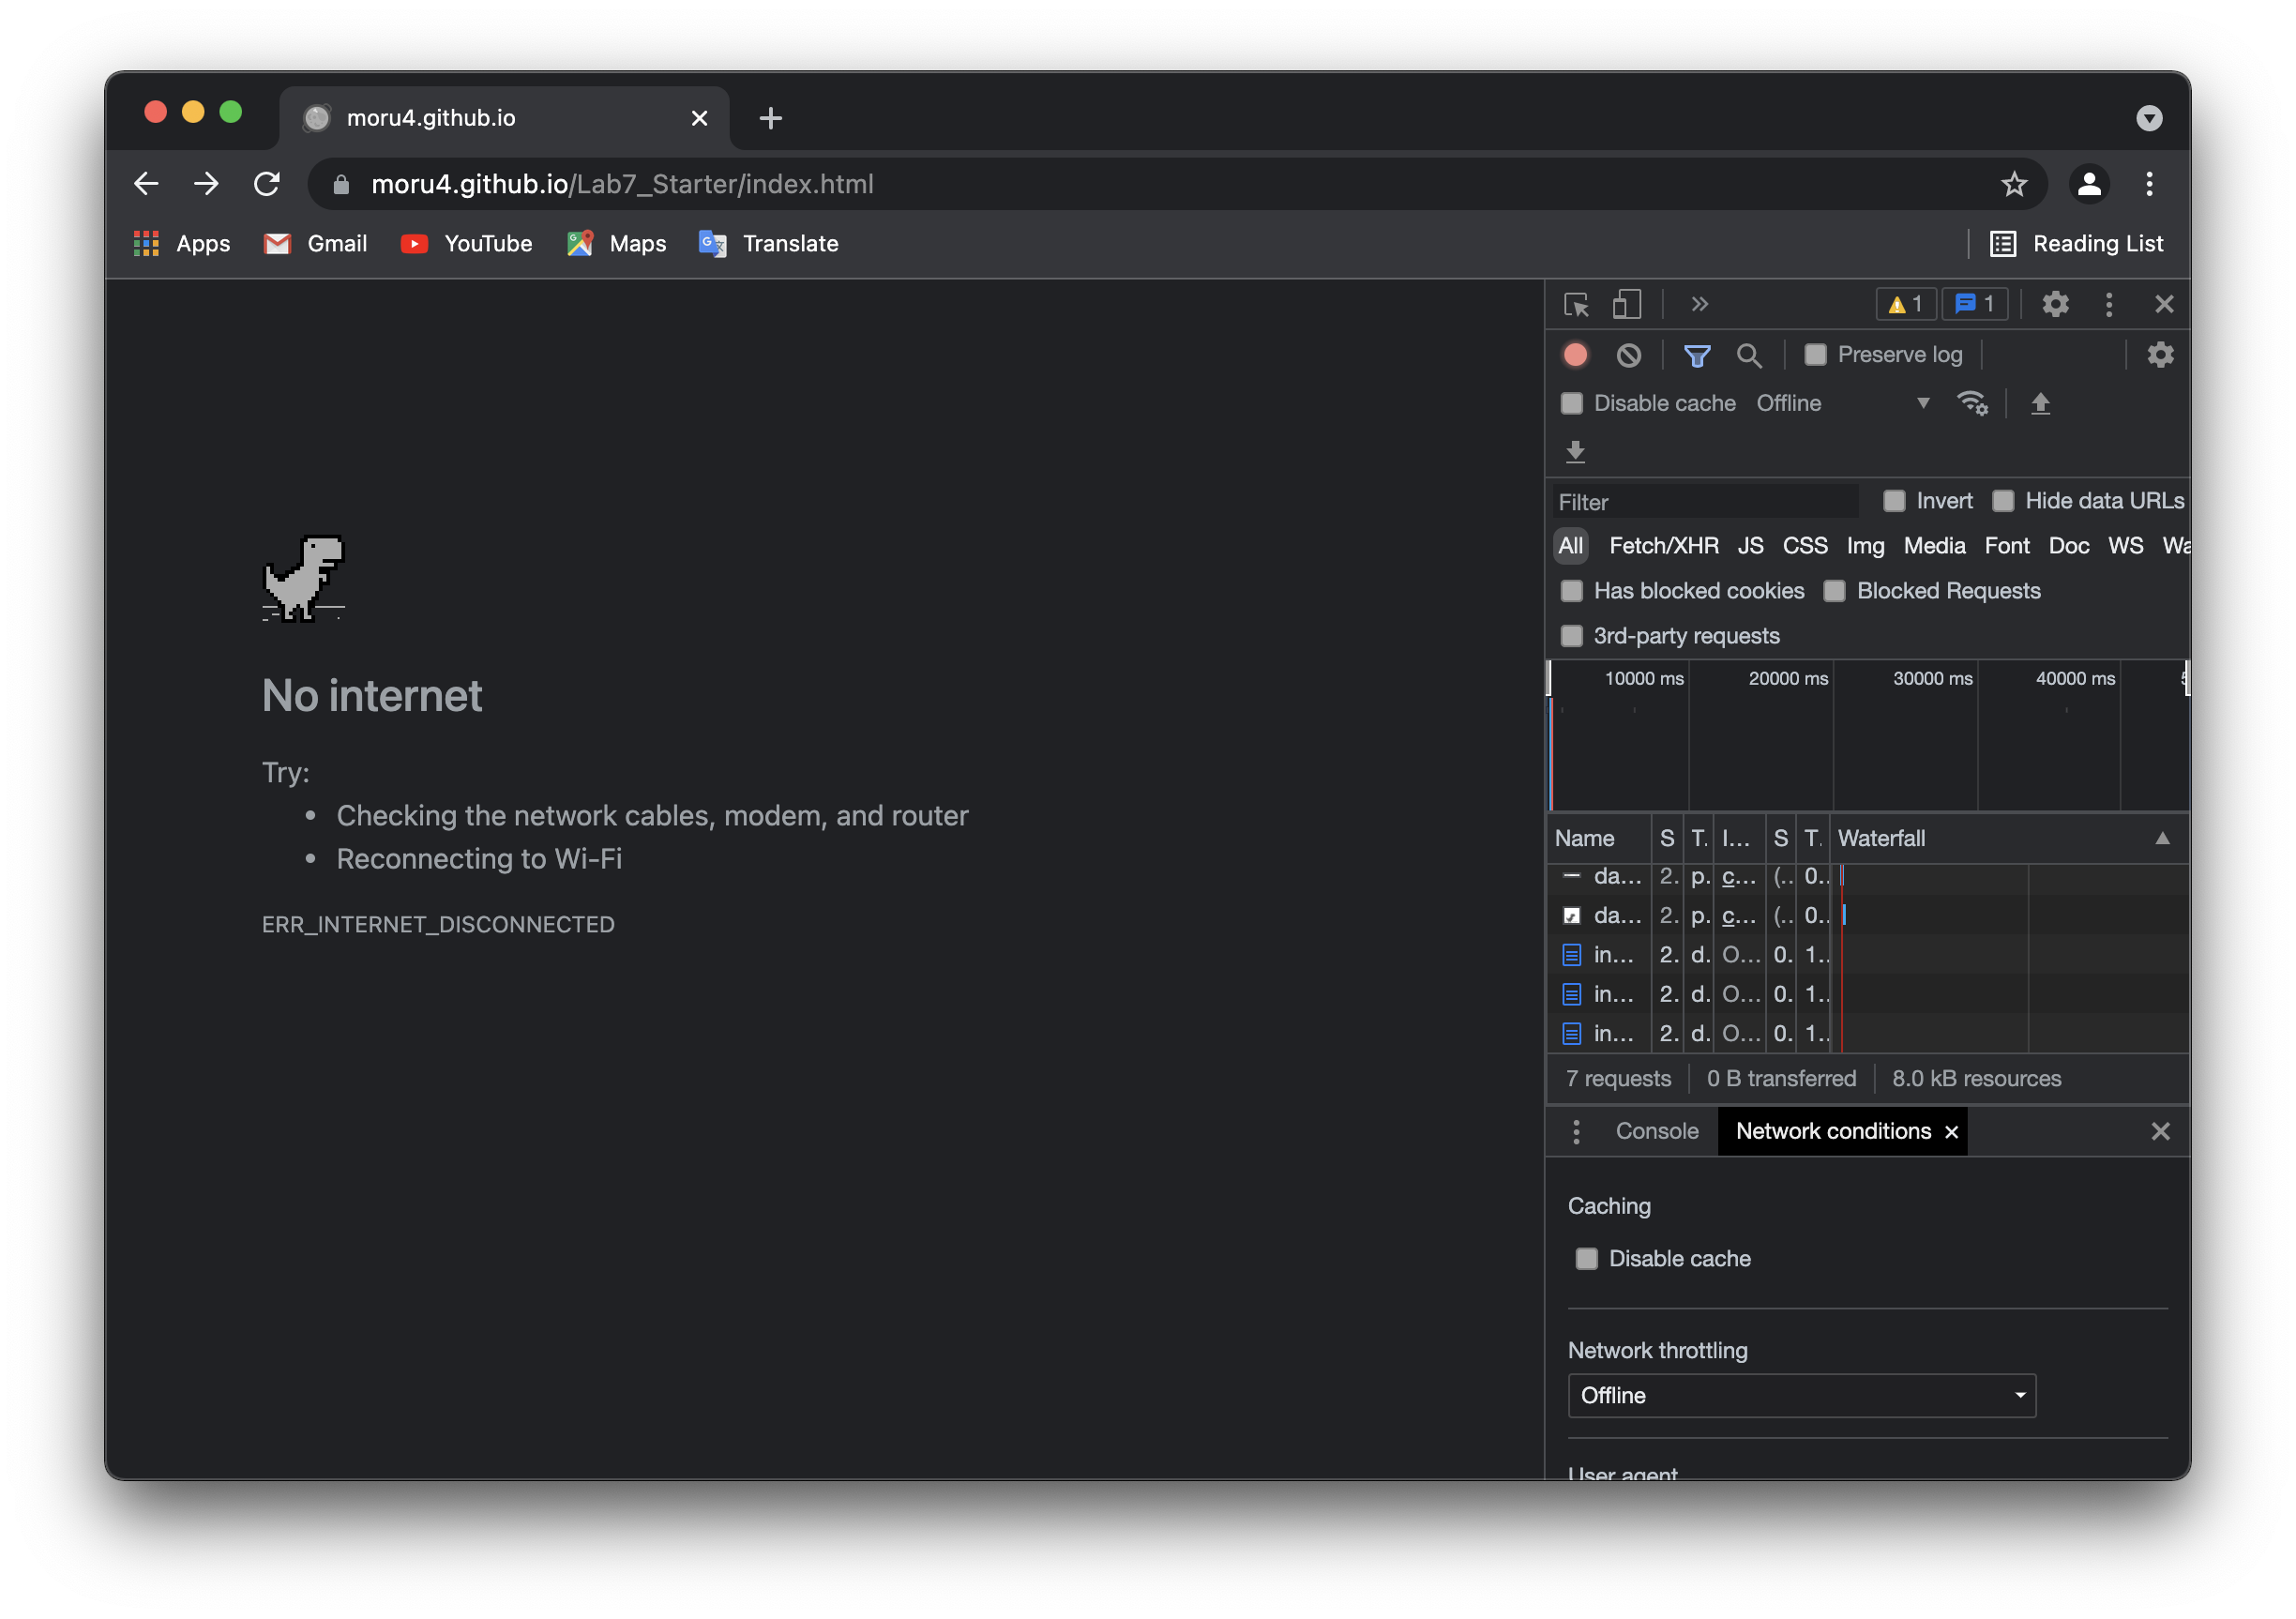 moru4.github.io
moru4.github.io/Lab7_Starter/index.html
Apps Gmail YouTube Maps Translate Reading List
1 1
Preserve log
Disable cache Offline
Filter Invert Hide data URLs
All Fetch/XHR JS CSS Img Media Font Doc WS Wa
Has blocked cookies Blocked Requests
3rd-party requests
10000 ms 20000 ms 30000 ms 40000 ms
Name S T. I... S T. Waterfall
da... 2. p. c... (.. 0..
da... 2. p. c... (.. 0..
in... 2. d. O... 0. 1..
in... 2. d. O... 0. 1..
in... 2. d. O... 0. 1..
7 requests 0 B transferred 8.0 kB resources
Console Network conditions
Caching
Disable cache
Network throttling
Offline
User agent
No internet
Try:
• Checking the network cables, modem, and router
• Reconnecting to Wi-Fi
ERR_INTERNET_DISCONNECTED